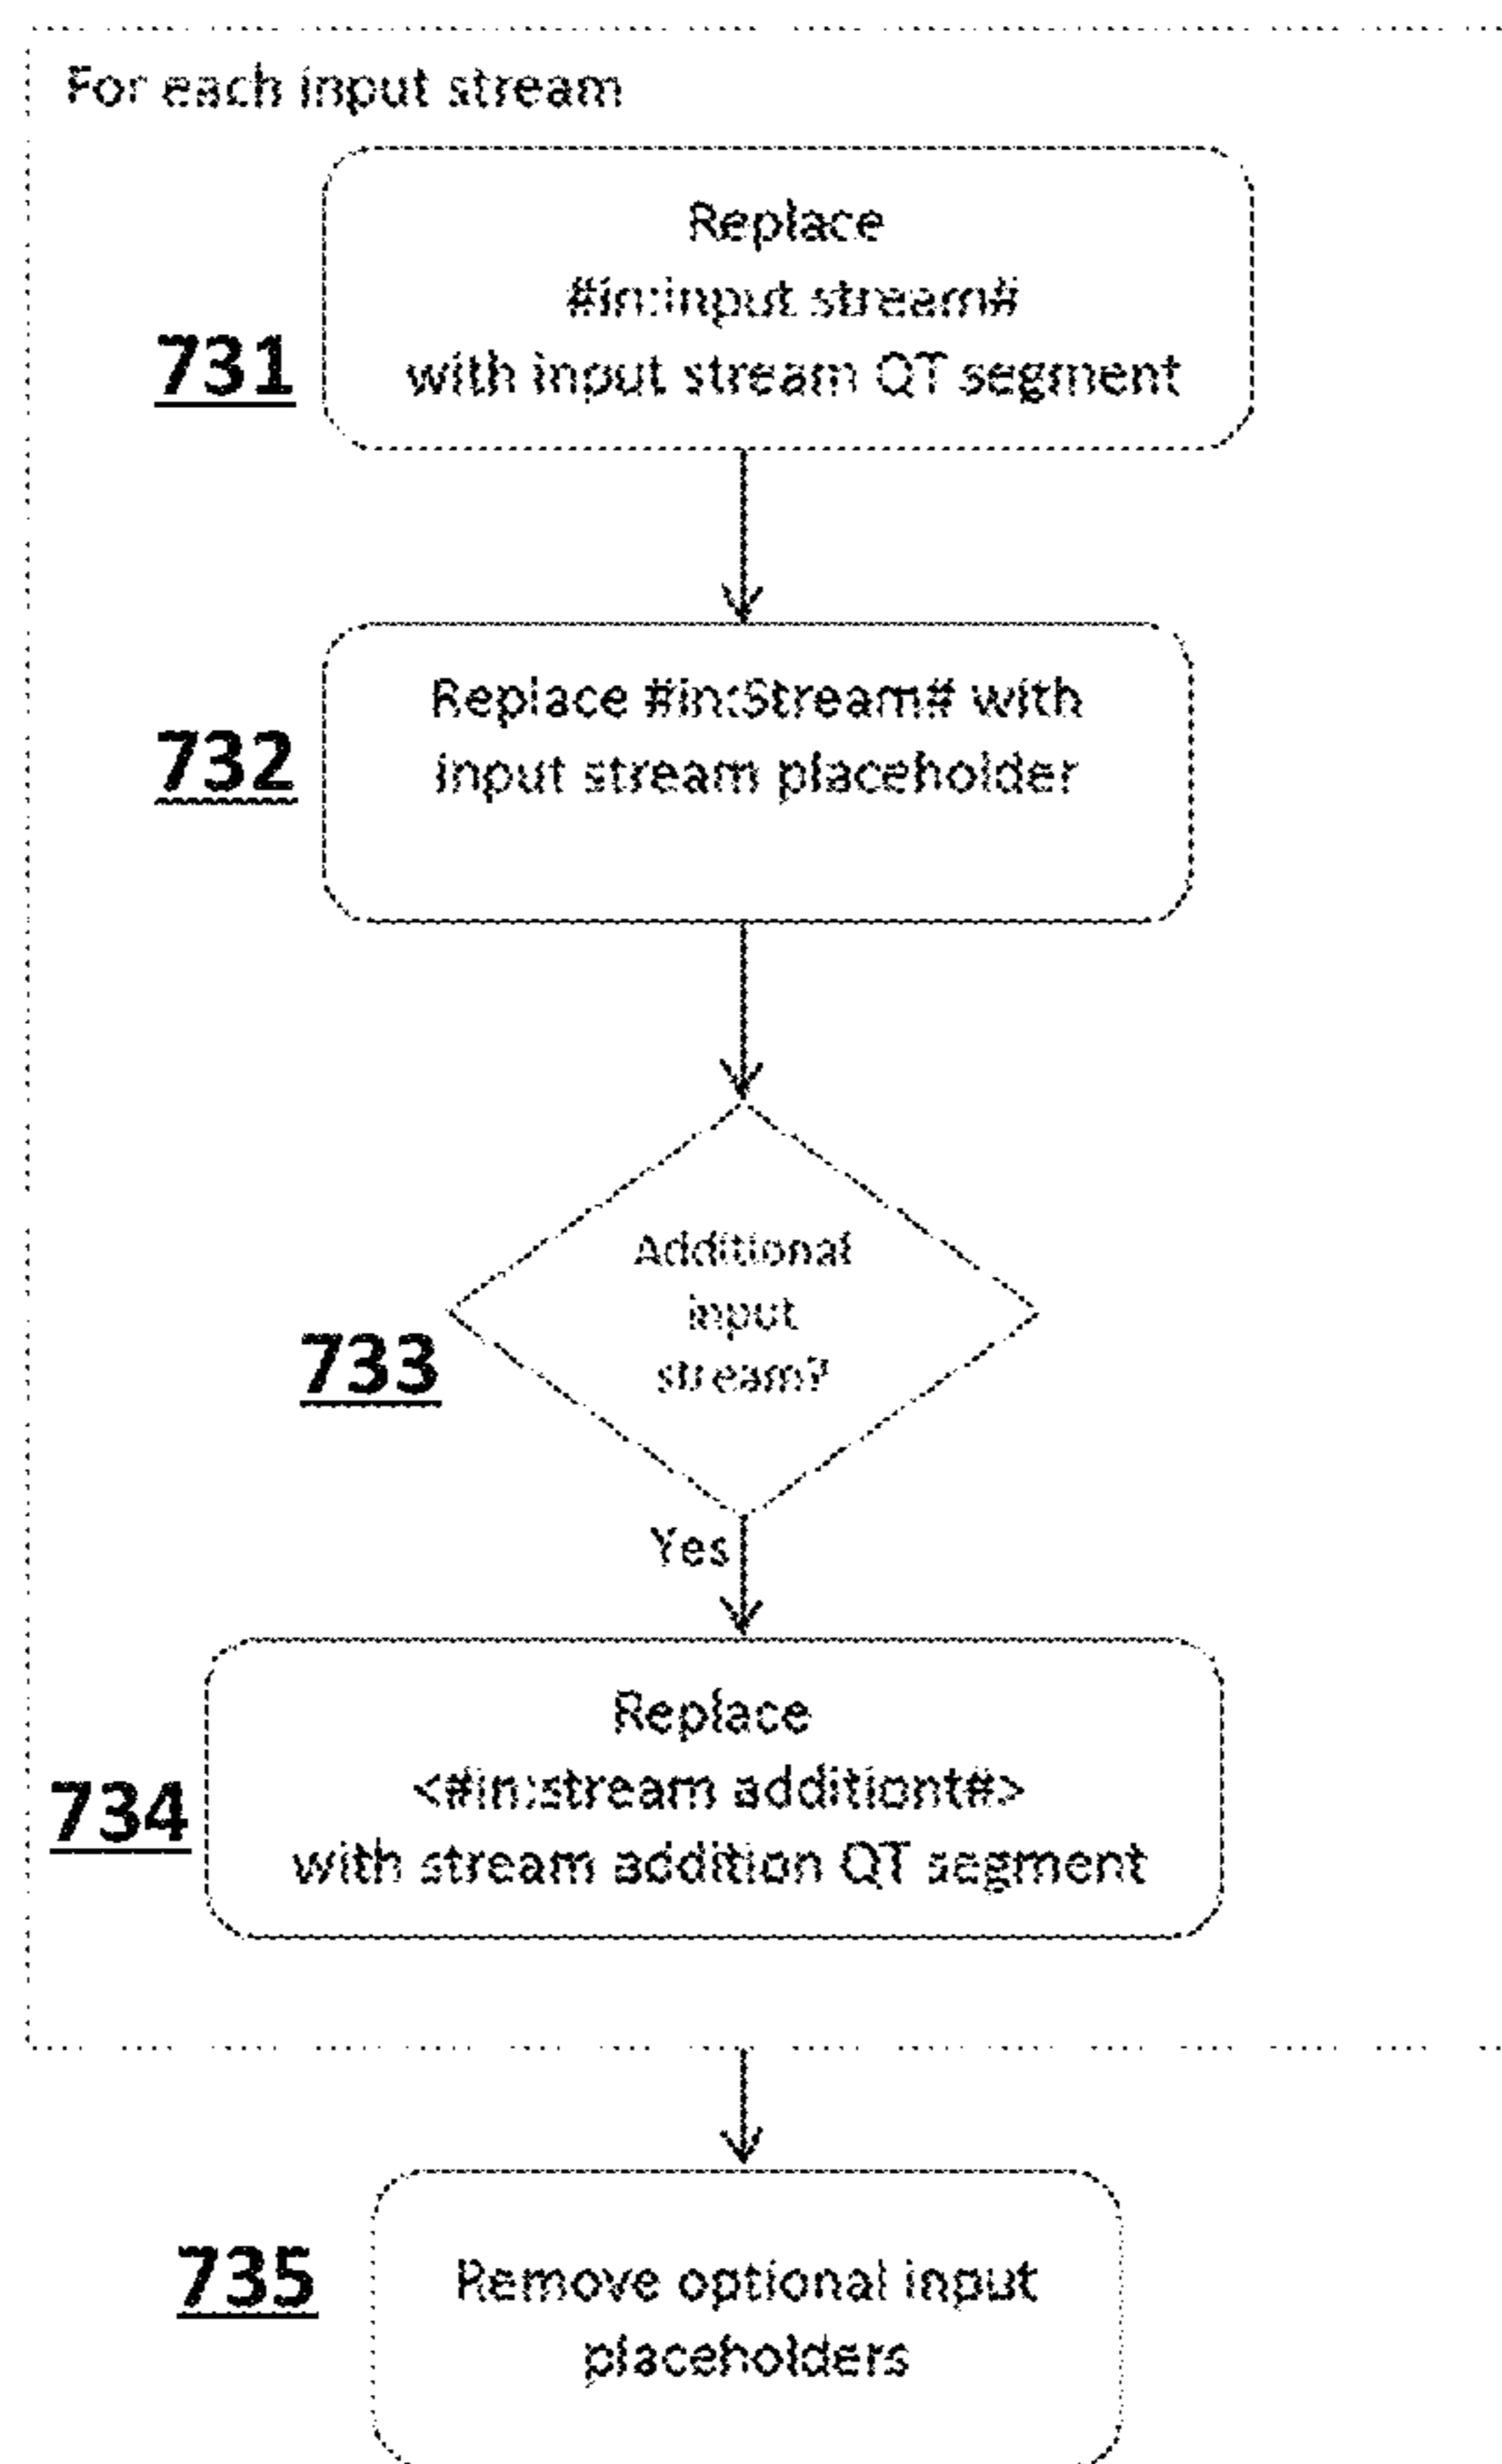 For each input stream
Replace
#in:input stream#
with input stream QT segment
731
Replace #in:Stream# with
input stream placeholder
732
Additional
input
stream?
733
Yes
Replace
<#in:stream additiont#>
with stream addition QT segment
734
Remove optional input
placeholders
735